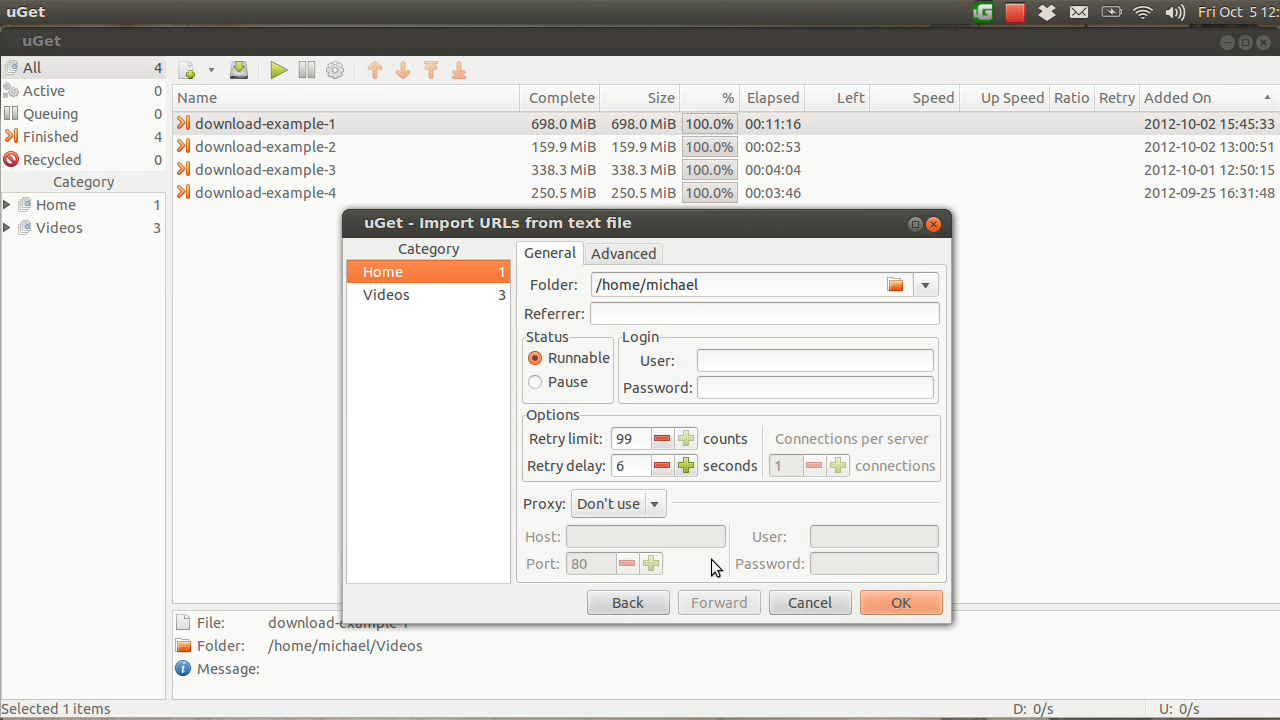 uGet
uG
Fri Oct 5 12:
uGet
All 4
Active 0
Queuing 0
Finished 4
Recycled 0
Category
Home 1
Videos 3
Name Complete Size % Elapsed Left Speed Up Speed Ratio Retry Added On
download-example-1 698.0 MiB 698.0 MiB 100.0% 00:11:16 2012-10-02 15:45:33
download-example-2 159.9 MiB 159.9 MiB 100.0% 00:02:53 2012-10-02 13:00:51
download-example-3 338.3 MiB 338.3 MiB 100.0% 00:04:04 2012-10-01 12:50:15
download-example-4 250.5 MiB 250.5 MiB 100.0% 00:03:46 2012-09-25 16:31:48
uGet - Import URLs from text file
Category
Home 1
Videos 3
General Advanced
Folder: /home/michael
Referrer:
Status
Runnable
Pause
Login
User:
Password:
Options
Retry limit: 99 counts
Retry delay: 6 seconds
Connections per server
1 connections
Proxy: Don't use
Host:
Port: 80
User:
Password:
Back Forward Cancel OK
File: download-example-1
Folder: /home/michael/Videos
Message:
Selected 1 items
D: 0/s
U: 0/s